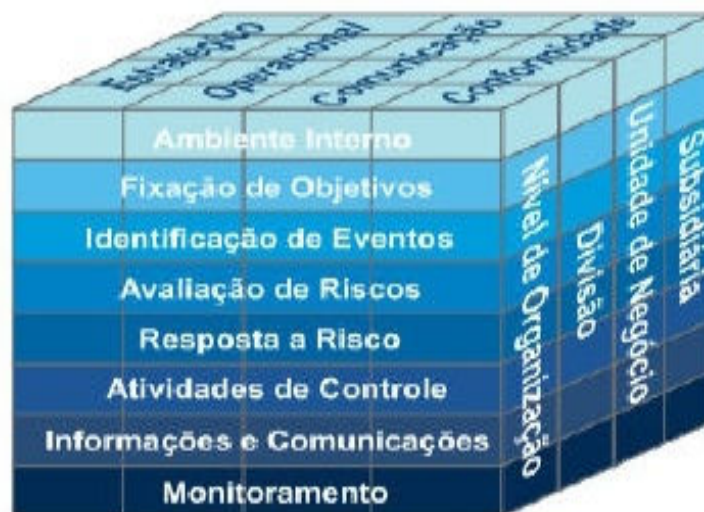 Estratégico
Operacional
Comunicação
Conformidade
Ambiente Interno
Fixação de Objetivos
Identificação de Eventos
Avaliação de Riscos
Resposta a Risco
Atividades de Controle
Informações e Comunicações
Monitoramento
Nível de Organização
Divisão
Unidade de Negócio
Subsidiaria